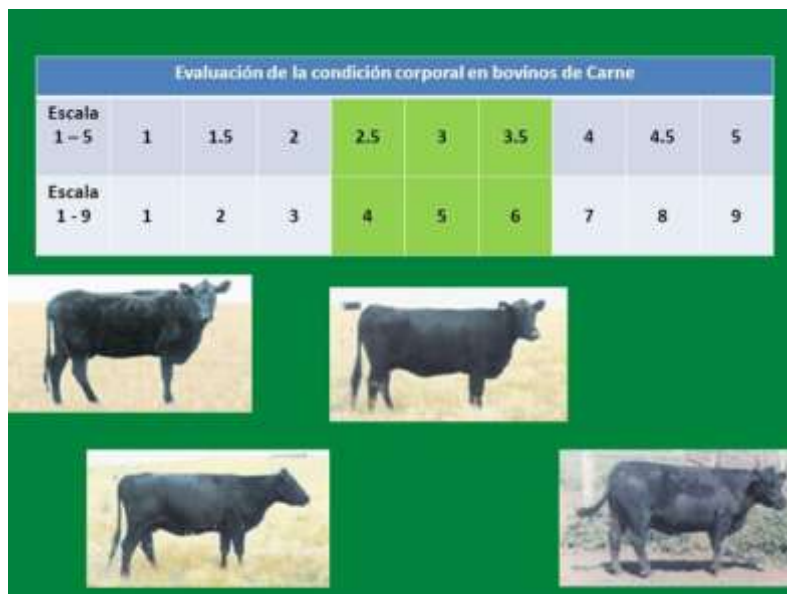 Evaluación de la condición corporal en bovinos de Carne
Escala
1 – 5 1 1.5 2 2.5 3 3.5 4 4.5 5
Escala
1 - 9 1 2 3 4 5 6 7 8 9